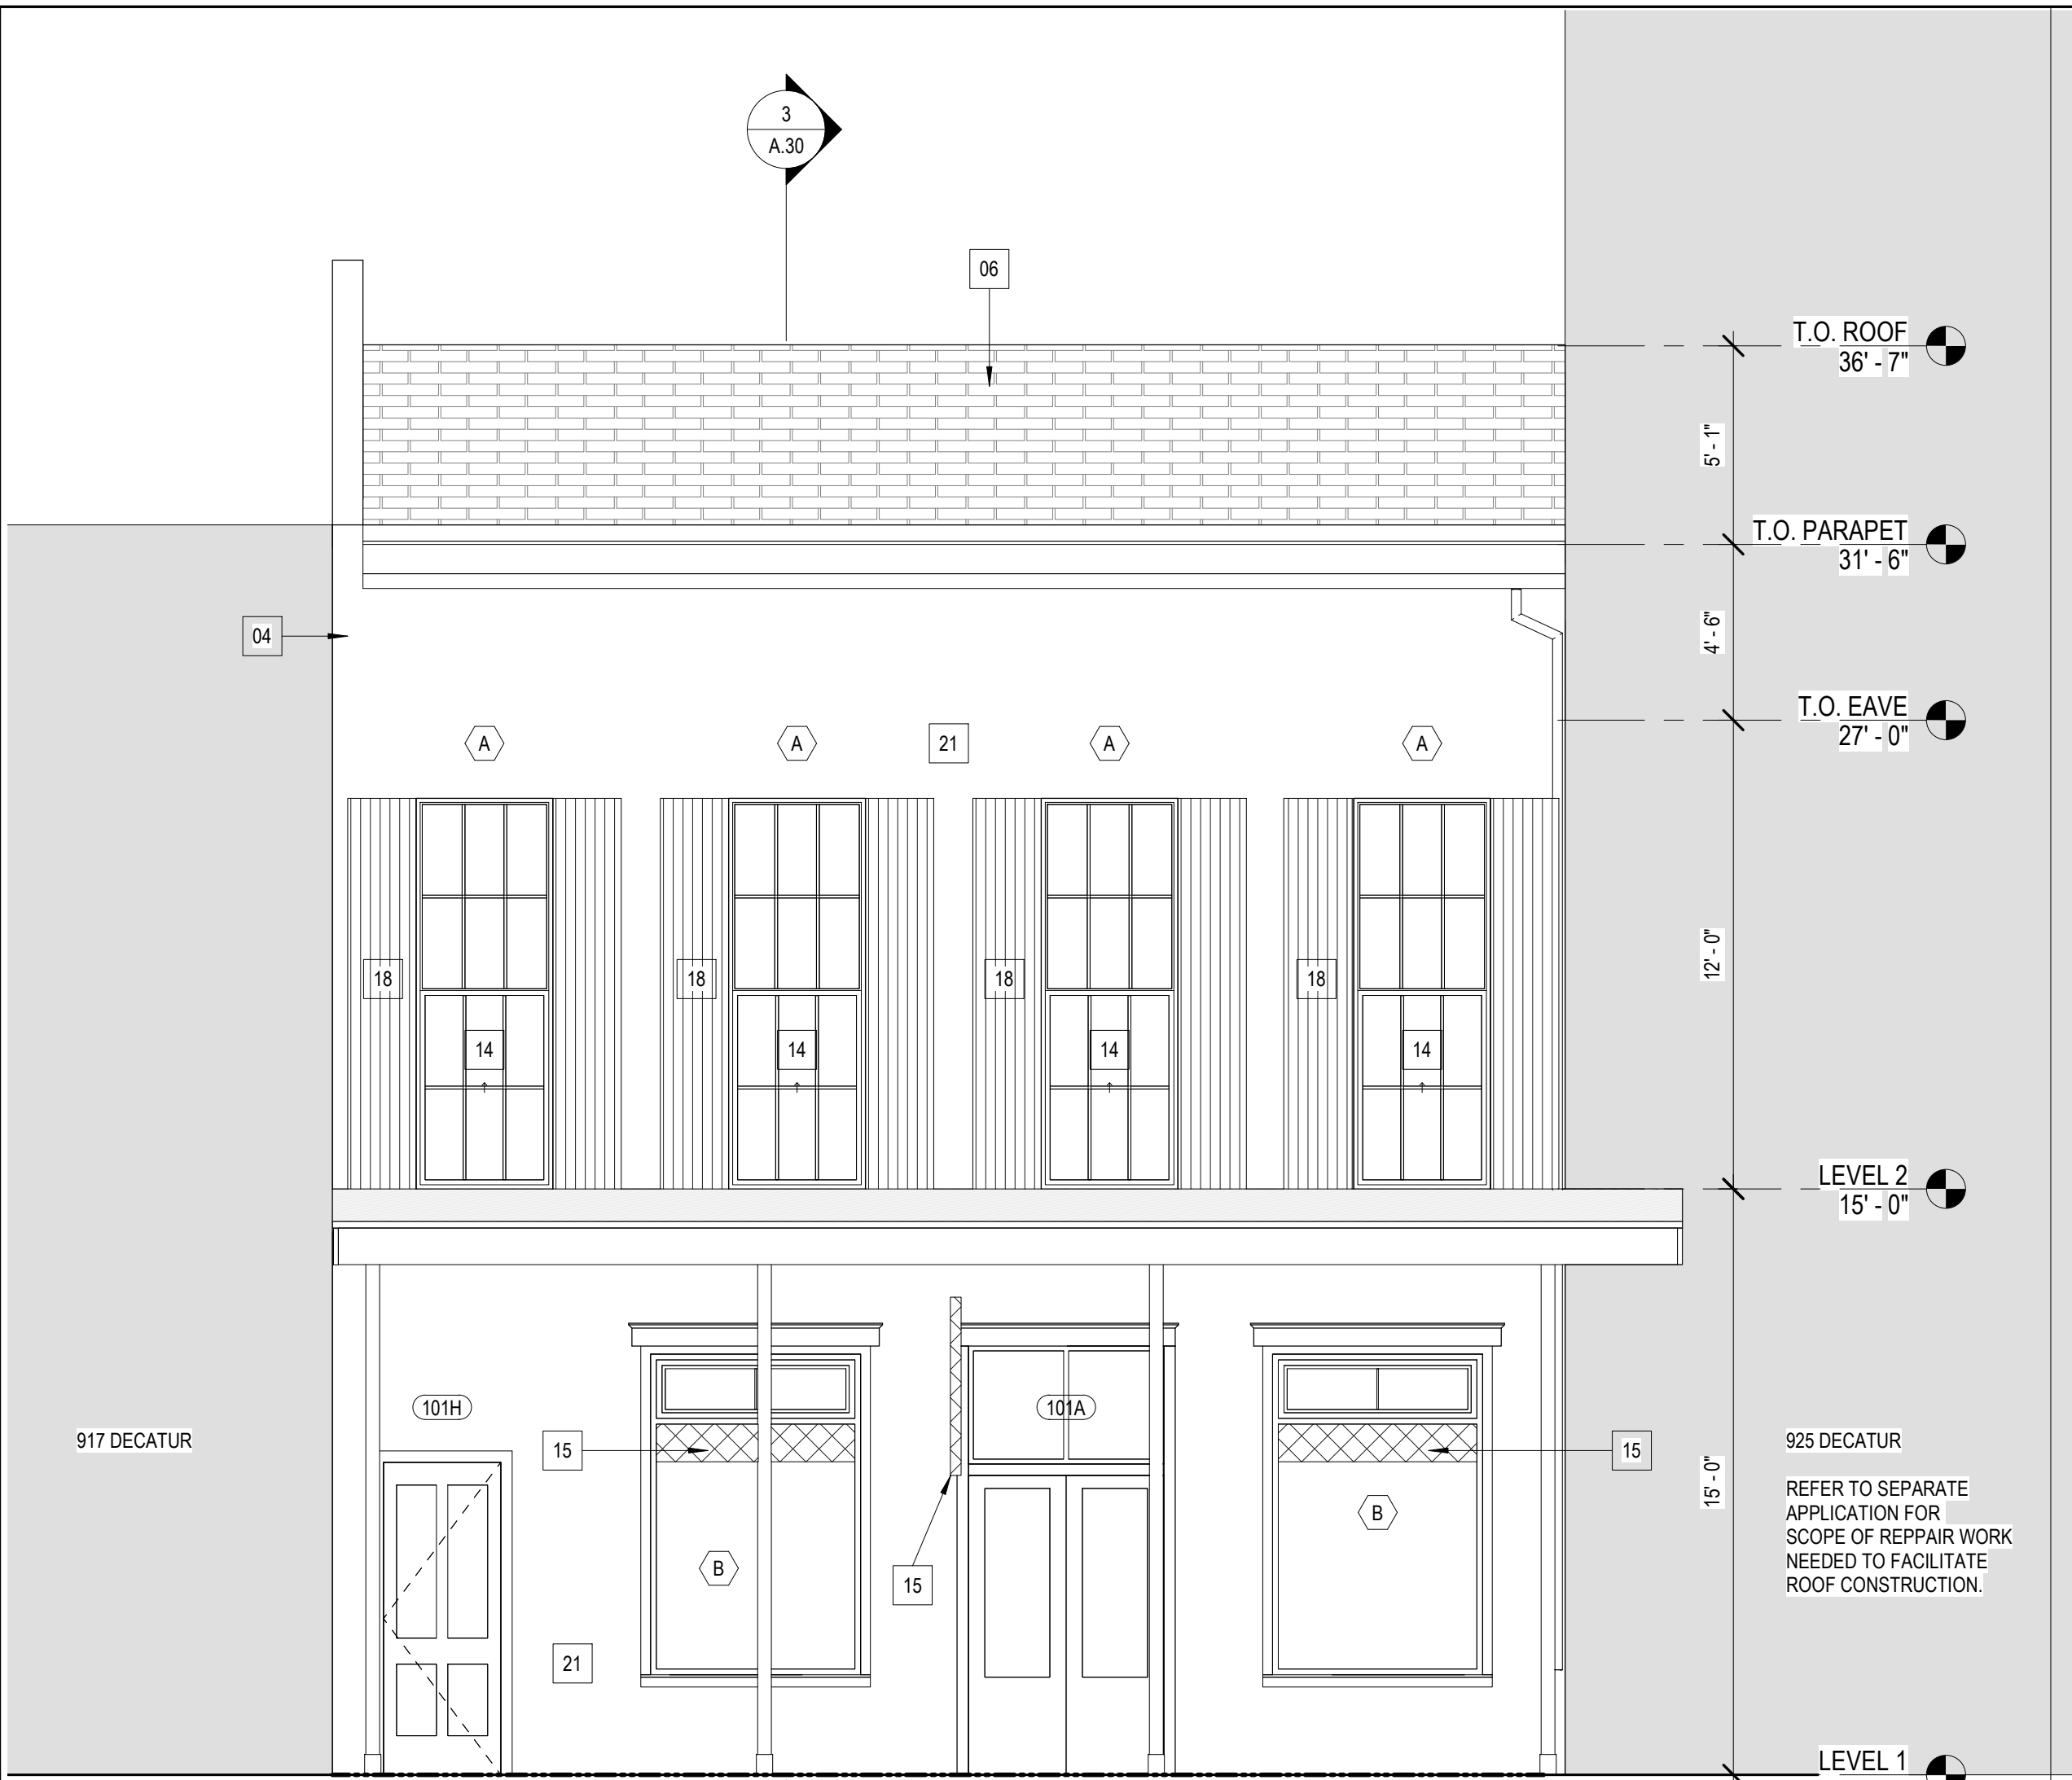 3
A.30
06
T.O. ROOF
36' - 7"
5' - 1"
T.O. PARAPET
31' - 6"
04
4' - 6"
T.O. EAVE
27' - 0"
A
A
21
A
A
12' - 0"
18
18
18
18
14
14
14
14
LEVEL 2
15' - 0"
101H
101A
917 DECATUR
15
15
925 DECATUR
15' - 0"
REFER TO SEPARATE
APPLICATION FOR
SCOPE OF REPPAIR WORK
NEEDED TO FACILITATE
ROOF CONSTRUCTION.
B
B
15
21
LEVEL 1